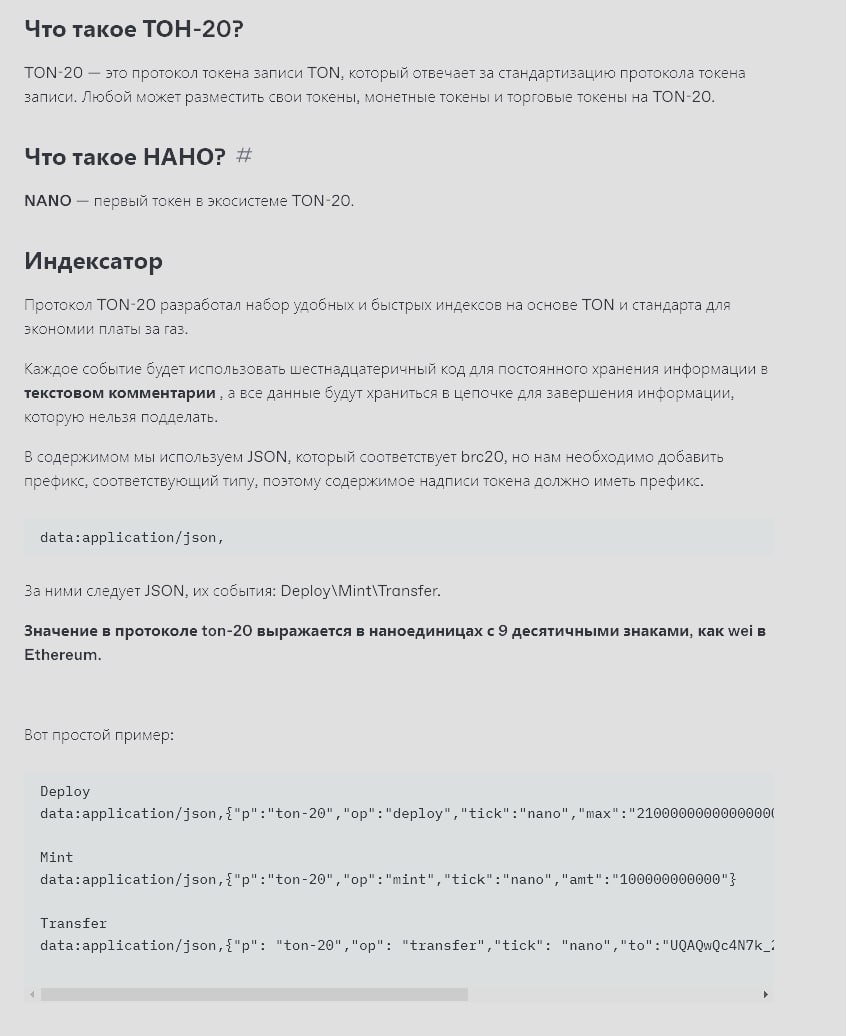 Что такое ТОН-20?
TON-20 — это протокол токена записи TON, который отвечает за стандартизацию протокола токена
записи. Любой может разместить свои токены, монетные токены и торговые токены на TON-20.
Что такое НАНО? #
NANO — первый токен в экосистеме TON-20.
Индексатор
Протокол TON-20 разработал набор удобных и быстрых индексов на основе TON и стандарта для
экономии платы за газ.
Каждое событие будет использовать шестнадцатеричный код для постоянного хранения информации в
текстовом комментарии , а все данные будут храниться в цепочке для завершения информации,
которую нельзя подделать.
В содержимом мы используем JSON, который соответствует brc20, но нам необходимо добавить
префикс, соответствующий типу, поэтому содержимое надписи токена должно иметь префикс.
data:application/json,
За ними следует JSON, их события: Deploy\Mint\Transfer.
Значение в протоколе ton-20 выражается в наноединицах с 9 десятичными знаками, как wei в
Ethereum.
Вот простой пример:
Deploy
data:application/json,{"p":"ton-20","op":"deploy","tick":"nano","max":"2100000000000000
Mint
data:application/json,{"p":"ton-20","op":"mint","tick":"nano","amt":"100000000000"}
Transfer
data:application/json,{"p": "ton-20","op": "transfer","tick": "nano","to":"UQAQwQc4N7k_